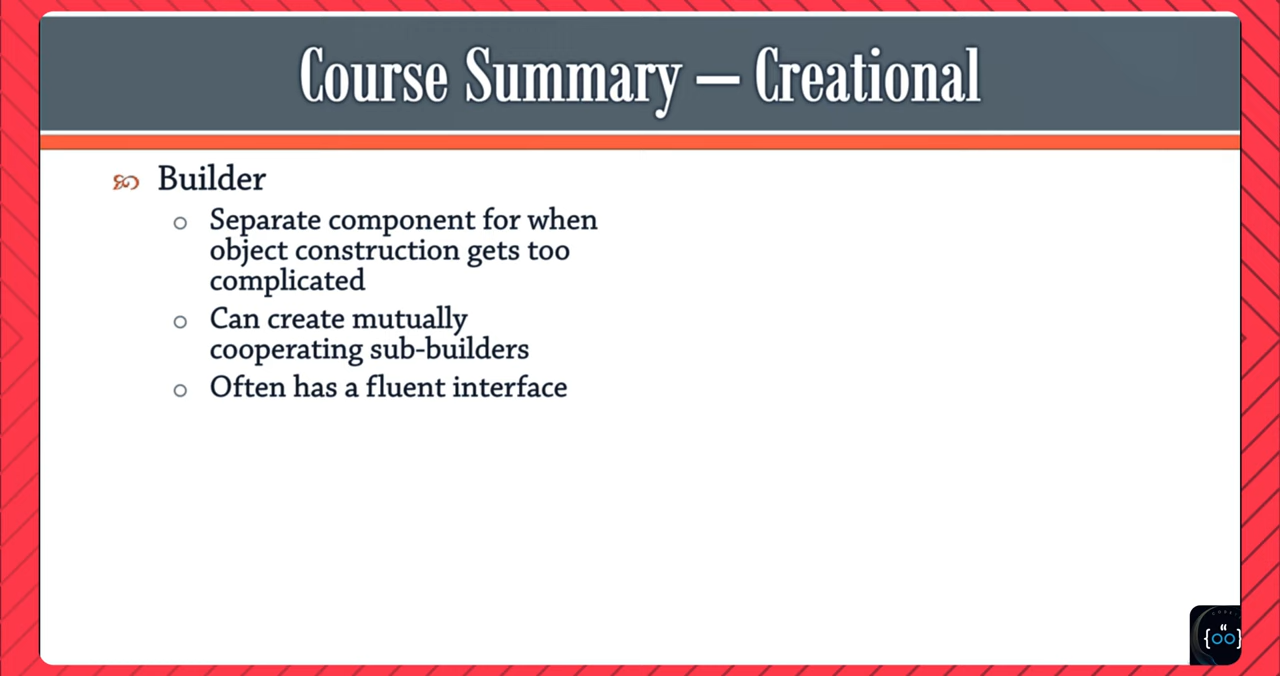 Course Summary – Creational
Builder
Separate component for when
object construction gets too
complicated
Can create mutually
cooperating sub-builders
Often has a fluent interface